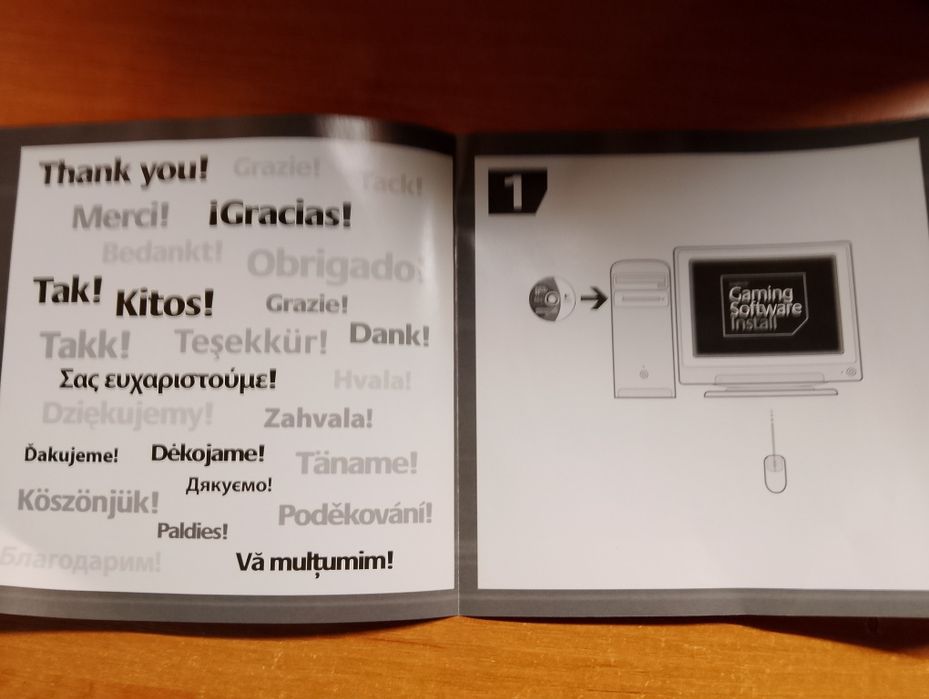 Thank you!
Grazie!
Tack!
Merci!
¡Gracias!
Bedankt!
Obrigado!
Tak!
Kitos!
Grazie!
Takk!
Teşekkür!
Dank!
Σας ευχαριστούμε!
Hvala!
Dziękujemy!
Zahvala!
Ďakujeme!
Dėkojame!
Täname!
Дякуємо!
Köszönjük!
Poděkování!
Paldies!
Благодарим!
Vă mulțumim!
1
Gaming
Software
Install